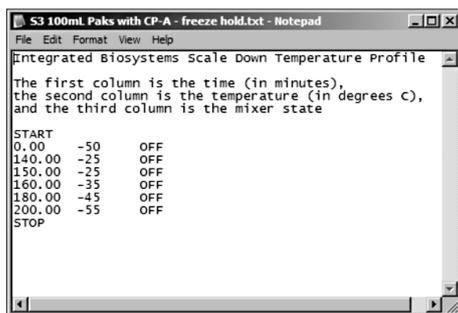 S3 100mL Paks with CP-A - freeze hold.txt - Notepad
File Edit Format View Help
Integrated Biosystems Scale Down Temperature Profile
The first column is the time (in minutes),
the second column is the temperature (in degrees C),
and the third column is the mixer state
START
0.00 -50 OFF
140.00 -25 OFF
150.00 -25 OFF
160.00 -35 OFF
180.00 -45 OFF
200.00 -55 OFF
STOP